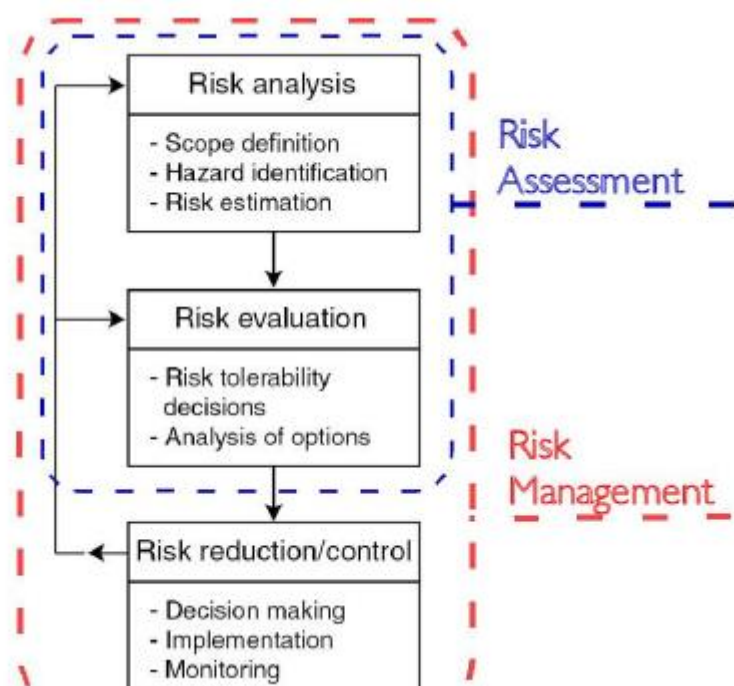 Risk analysis
- Scope definition
- Hazard identification
- Risk estimation
Risk
Assessment
Risk evaluation
- Risk tolerability
decisions
- Analysis of options
Risk
Management
Risk reduction/control
- Decision making
- Implementation
- Monitoring